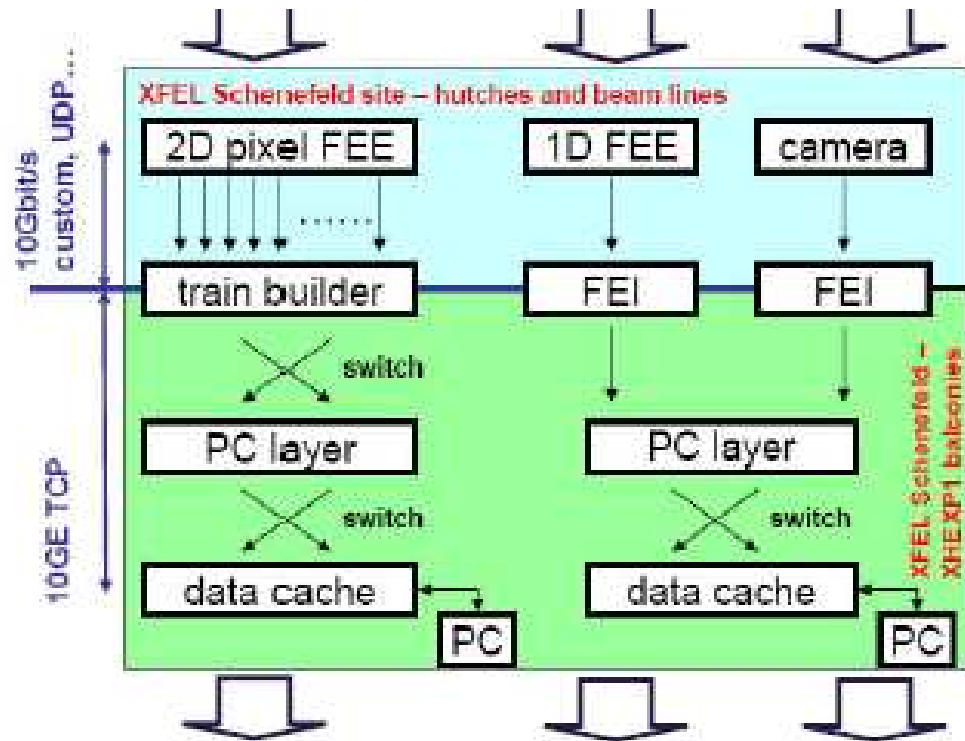 XFEL Schenefeld site – hutches and beam lines
2D pixel FEE
1D FEE
camera
10Gbit/s
custom, UDP...
train builder
FEI
FEI
switch
PC layer
PC layer
switch
switch
10GE TCP
XFEL Schenefeld –
XHEXP1 balconies
data cache
data cache
PC
PC